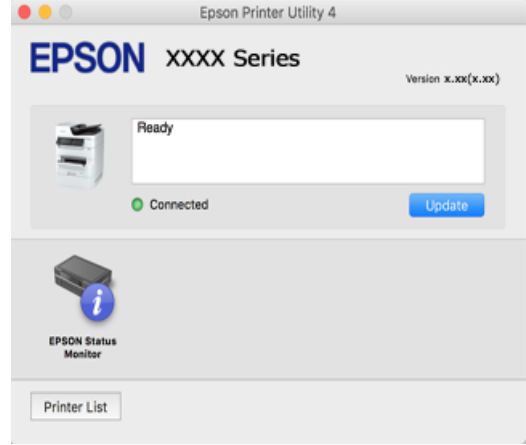 Epson Printer Utility 4
EPSON XXXX Series
Version x.xx(x.xx)
Ready
Connected
Update
i
EPSON Status
Monitor
Printer List